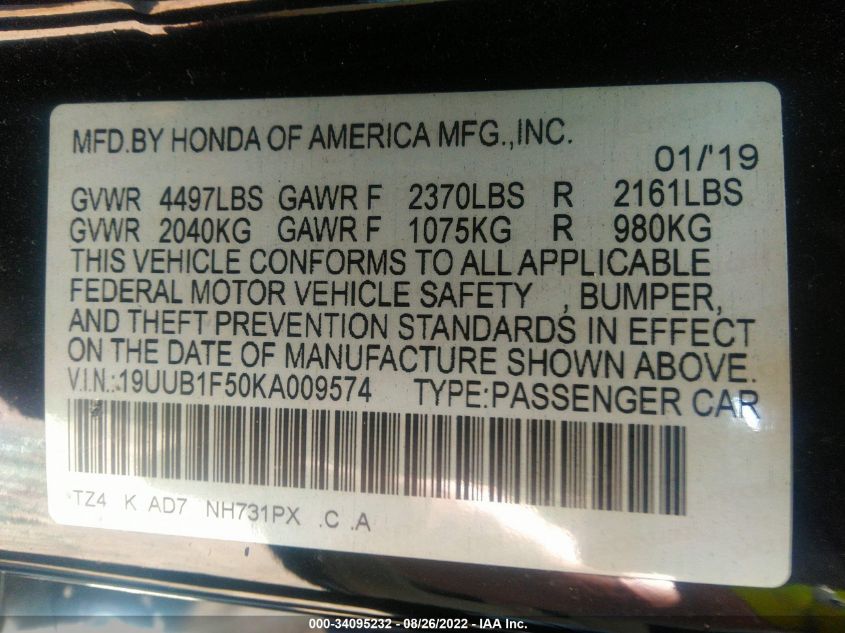 MFD.BY HONDA OF AMERICA MFG.,INC.
01/'19
GVWR 4497LBS GAWR F 2370LBS R 2161LBS
GVWR 2040KG GAWR F 1075KG R 980KG
THIS VEHICLE CONFORMS TO ALL APPLICABLE
FEDERAL MOTOR VEHICLE SAFETY , BUMPER,
AND THEFT PREVENTION STANDARDS IN EFFECT
ON THE DATE OF MANUFACTURE SHOWN ABOVE.
V.I.N.:19UUB1F50KA009574 TYPE:PASSENGER CAR
TZ4 K AD7 NH731PX .C .A
000-34095232 - 08/26/2022 - IAA Inc.